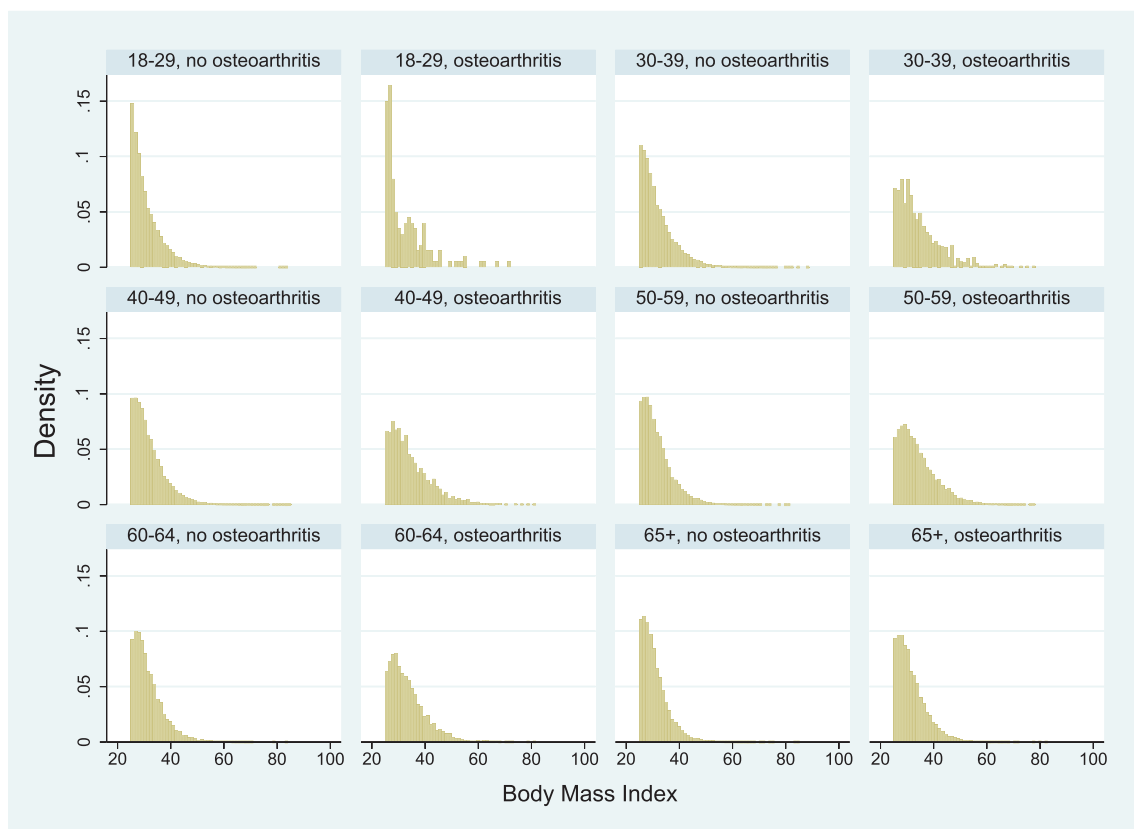 18-29, no osteoarthritis
18-29, osteoarthritis
30-39, no osteoarthritis
30-39, osteoarthritis
.15
.1
.05
0
40-49, no osteoarthritis
40-49, osteoarthritis
50-59, no osteoarthritis
50-59, osteoarthritis
.15
.1
.05
0
Density
60-64, no osteoarthritis
60-64, osteoarthritis
65+, no osteoarthritis
65+, osteoarthritis
.15
.1
.05
0
20 40 60 80 100
20 40 60 80 100
20 40 60 80 100
20 40 60 80 100
Body Mass Index